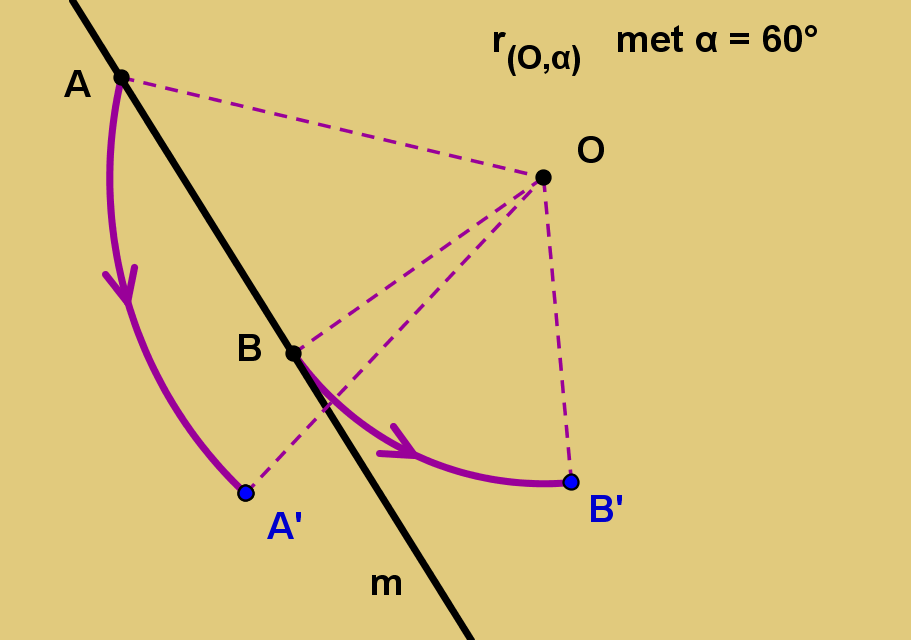 r(O,α) met α = 60°
A
O
B
A'
B'
m